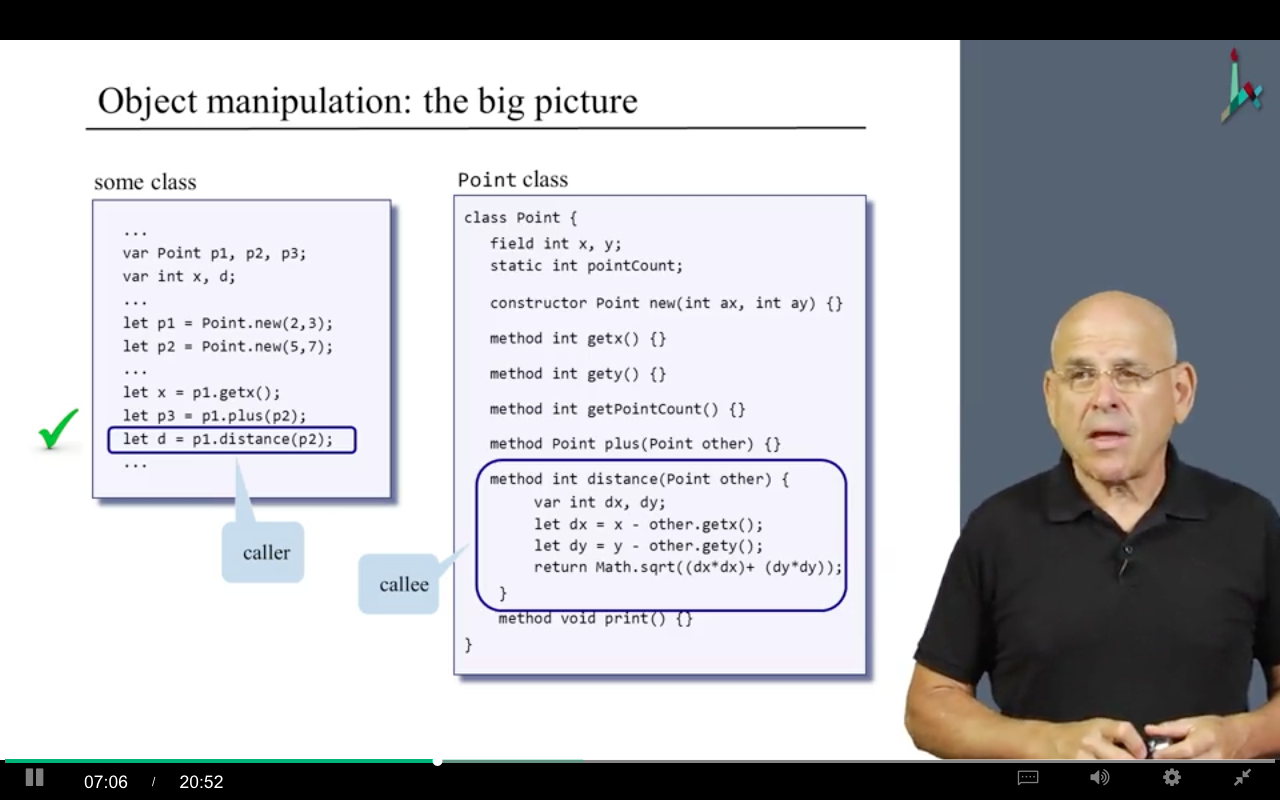 Object manipulation: the big picture
some class
...
var Point p1, p2, p3;
var int x, d;
...
let p1 = Point.new(2,3);
let p2 = Point.new(5,7);
...
let x = p1.getx();
let p3 = p1.plus(p2);
let d = p1.distance(p2);
...
caller
callee
Point class
class Point {
field int x, y;
static int pointCount;
constructor Point new(int ax, int ay) {}
method int getx() {}
method int gety() {}
method int getPointCount() {}
method Point plus(Point other) {}
method int distance(Point other) {
var int dx, dy;
let dx = x - other.getx();
let dy = y - other.gety();
return Math.sqrt((dx*dx)+ (dy*dy));
}
method void print() {}
}
07:06 / 20:52